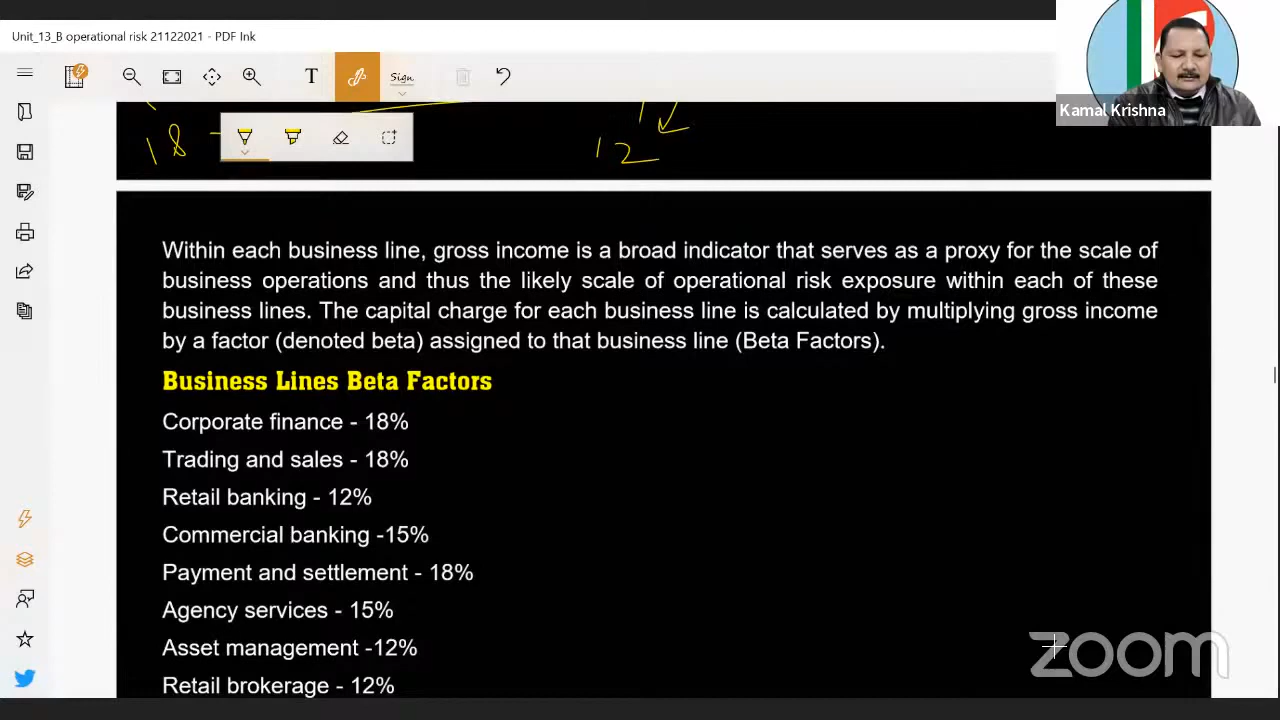 Unit_13_B operational risk 21122021 - PDF Ink
T
Sign
Kamal Krishna
18
12
Within each business line, gross income is a broad indicator that serves as a proxy for the scale of
business operations and thus the likely scale of operational risk exposure within each of these
business lines. The capital charge for each business line is calculated by multiplying gross income
by a factor (denoted beta) assigned to that business line (Beta Factors).
Business Lines Beta Factors
Corporate finance - 18%
Trading and sales - 18%
Retail banking - 12%
Commercial banking -15%
Payment and settlement - 18%
Agency services - 15%
Asset management -12%
Retail brokerage - 12%
zoom